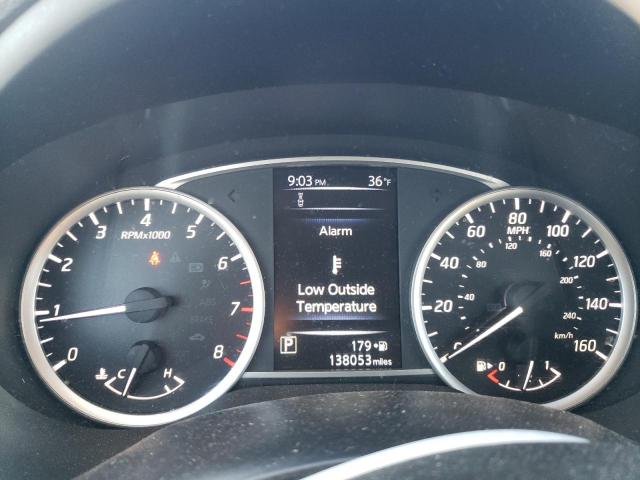 9:03 PM 36°F
Alarm
Low Outside
Temperature
P 179
138053 miles
0 1 2 3 4 5 6 7 8
RPMx1000
ABS
BRAKE
C H
0 20 40 60 80 100 120 140 160
MPH
40 80 120 160 200 240
km/h
0 1